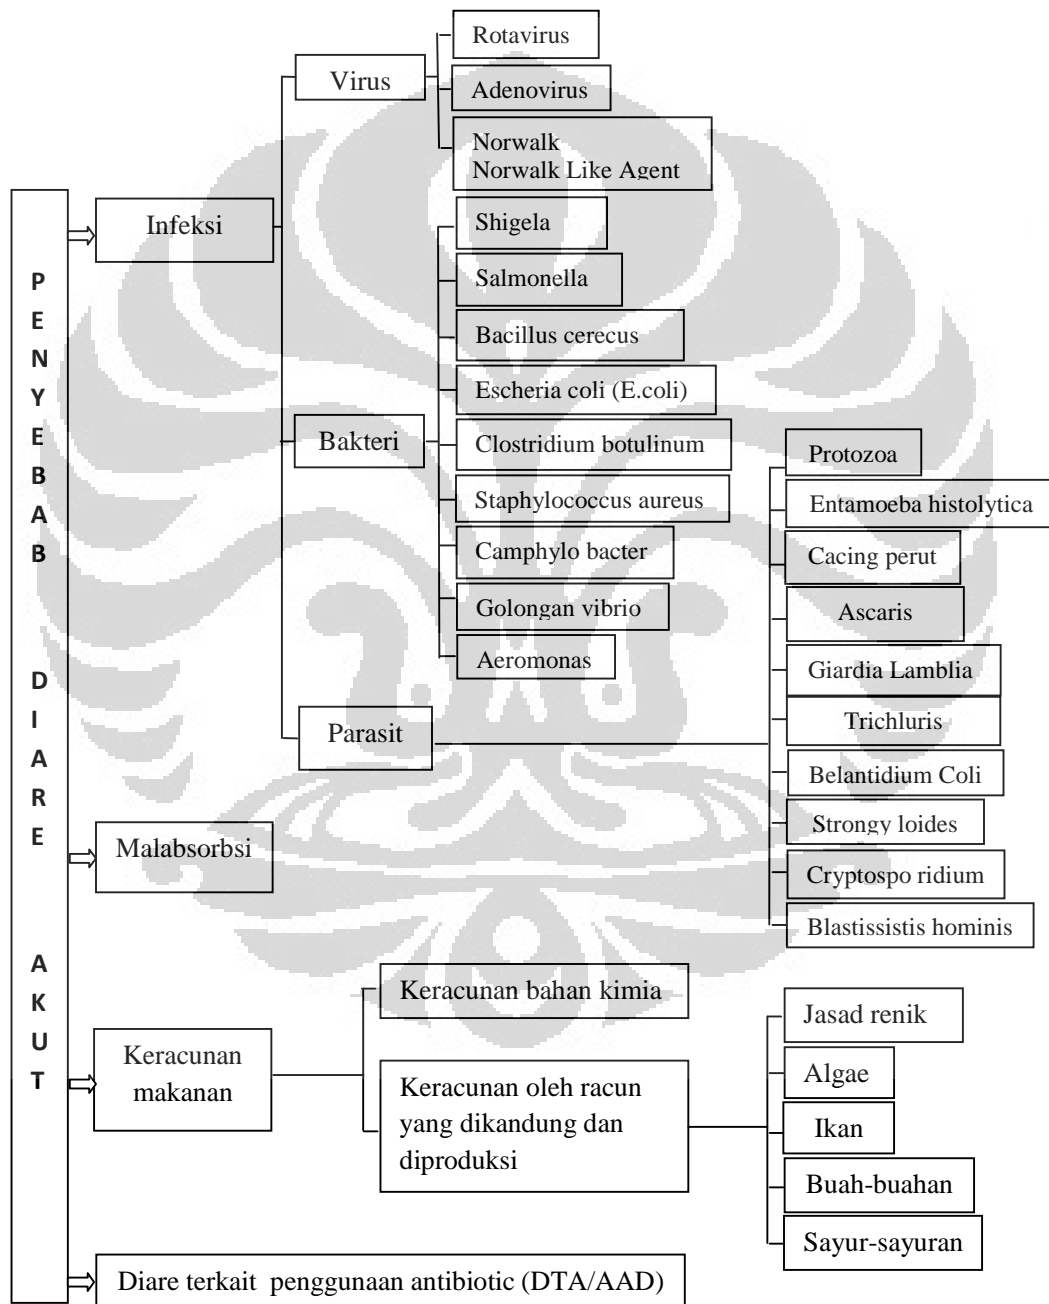 PENYEBAB DIARE AKUT
Infeksi
Virus
Rotavirus
Adenovirus
Norwalk
Norwalk Like Agent
Bakteri
Shigela
Salmonella
Bacillus cerecus
Escheria coli (E.coli)
Clostridium botulinum
Staphylococcus aureus
Camphylo bacter
Golongan vibrio
Aeromonas
Parasit
Protozoa
Entamoeba histolytica
Cacing perut
Ascaris
Giardia Lamblia
Trichluris
Belantidium Coli
Strongy loides
Cryptospo ridium
Blastissistis hominis
Malabsorbsi
Keracunan
makanan
Keracunan bahan kimia
Keracunan oleh racun
yang dikandung dan
diproduksi
Jasad renik
Algae
Ikan
Buah-buahan
Sayur-sayuran
Diare terkait penggunaan antibiotic (DTA/AAD)